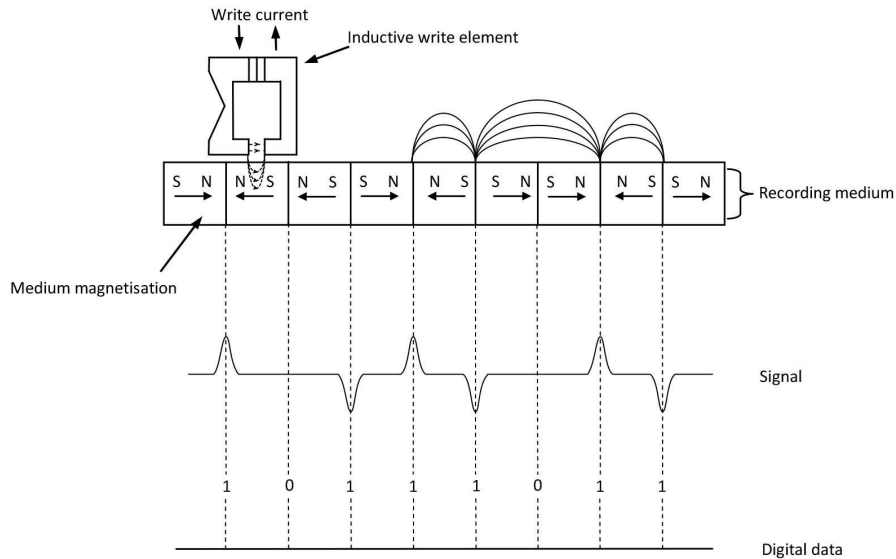 Write current
Inductive write element
S N N S N S S N N S S N S N N S S N
Recording medium
Medium magnetisation
Signal
1 0 1 1 1 0 1 1
Digital data